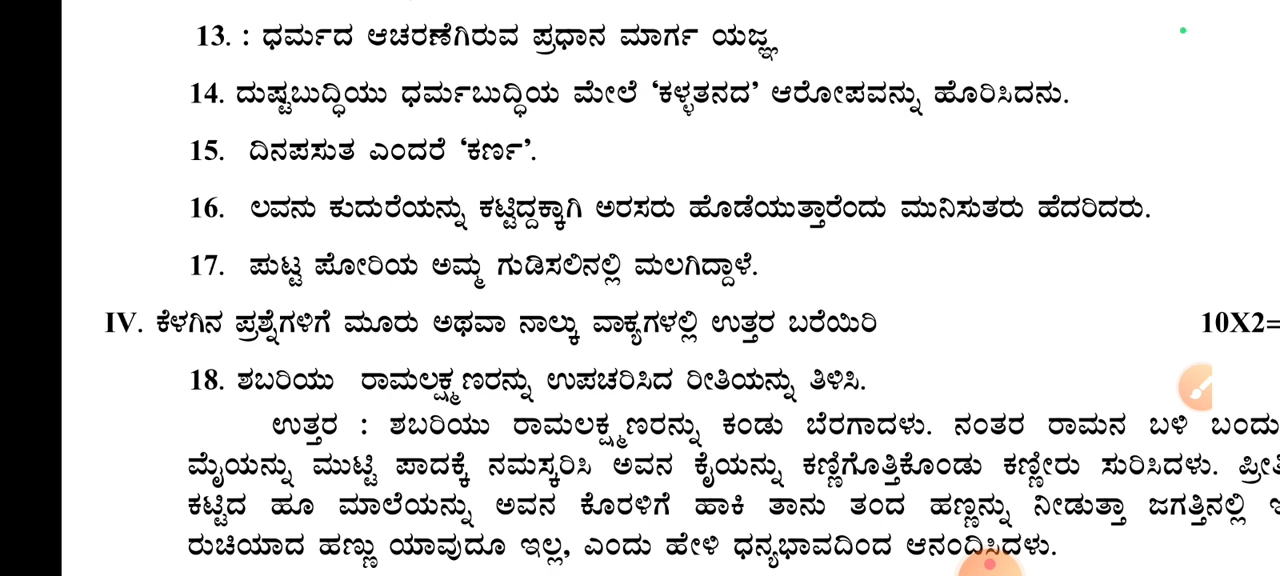 13. : ಧರ್ಮದ ಆಚರಣೆಗಿರುವ ಪ್ರಧಾನ ಮಾರ್ಗ ಯಜ್ಞ
14. ದುಷ್ಟಬುದ್ಧಿಯು ಧರ್ಮಬುದ್ಧಿಯ ಮೇಲೆ ‘ಕಳ್ಳತನದ’ ಆರೋಪವನ್ನು ಹೊರಿಸಿದನು.
15. ದಿನಪಸುತ ಎಂದರೆ ‘ಕರ್ಣ’.
16. ಲವನು ಕುದುರೆಯನ್ನು ಕಟ್ಟಿದ್ದಕ್ಕಾಗಿ ಅರಸರು ಹೊಡೆಯುತ್ತಾರೆಂದು ಮುನಿಸುತರು ಹೆದರಿದರು.
17. ಪುಟ್ಟ ಪೋರಿಯ ಅಮ್ಮ ಗುಡಿಸಲಿನಲ್ಲಿ ಮಲಗಿದ್ದಾಳೆ.
IV. ಕೆಳಗಿನ ಪ್ರಶ್ನೆಗಳಿಗೆ ಮೂರು ಅಥವಾ ನಾಲ್ಕು ವಾಕ್ಯಗಳಲ್ಲಿ ಉತ್ತರ ಬರೆಯಿರಿ 10X2=
18. ಶಬರಿಯು ರಾಮಲಕ್ಷ್ಮಣರನ್ನು ಉಪಚರಿಸಿದ ರೀತಿಯನ್ನು ತಿಳಿಸಿ.
ಉತ್ತರ : ಶಬರಿಯು ರಾಮಲಕ್ಷ್ಮಣರನ್ನು ಕಂಡು ಬೆರಗಾದಳು. ನಂತರ ರಾಮನ ಬಳಿ ಬಂದು
ಮೈಯನ್ನು ಮುಟ್ಟಿ ಪಾದಕ್ಕೆ ನಮಸ್ಕರಿಸಿ ಅವನ ಕೈಯನ್ನು ಕಣ್ಣಿಗೊತ್ತಿಕೊಂಡು ಕಣ್ಣೀರು ಸುರಿಸಿದಳು.
ಕಟ್ಟಿದ ಹೂ ಮಾಲೆಯನ್ನು ಅವನ ಕೊರಳಿಗೆ ಹಾಕಿ ತಾನು ತಂದ ಹಣ್ಣನ್ನು ನೀಡುತ್ತಾ ಜಗತ್ತಿನಲ್ಲಿ
ರುಚಿಯಾದ ಹಣ್ಣು ಯಾವುದೂ ಇಲ್ಲ, ಎಂದು ಹೇಳಿ ಧನ್ಯಭಾವದಿಂದ ಆನಂದಿಸಿದಳು.